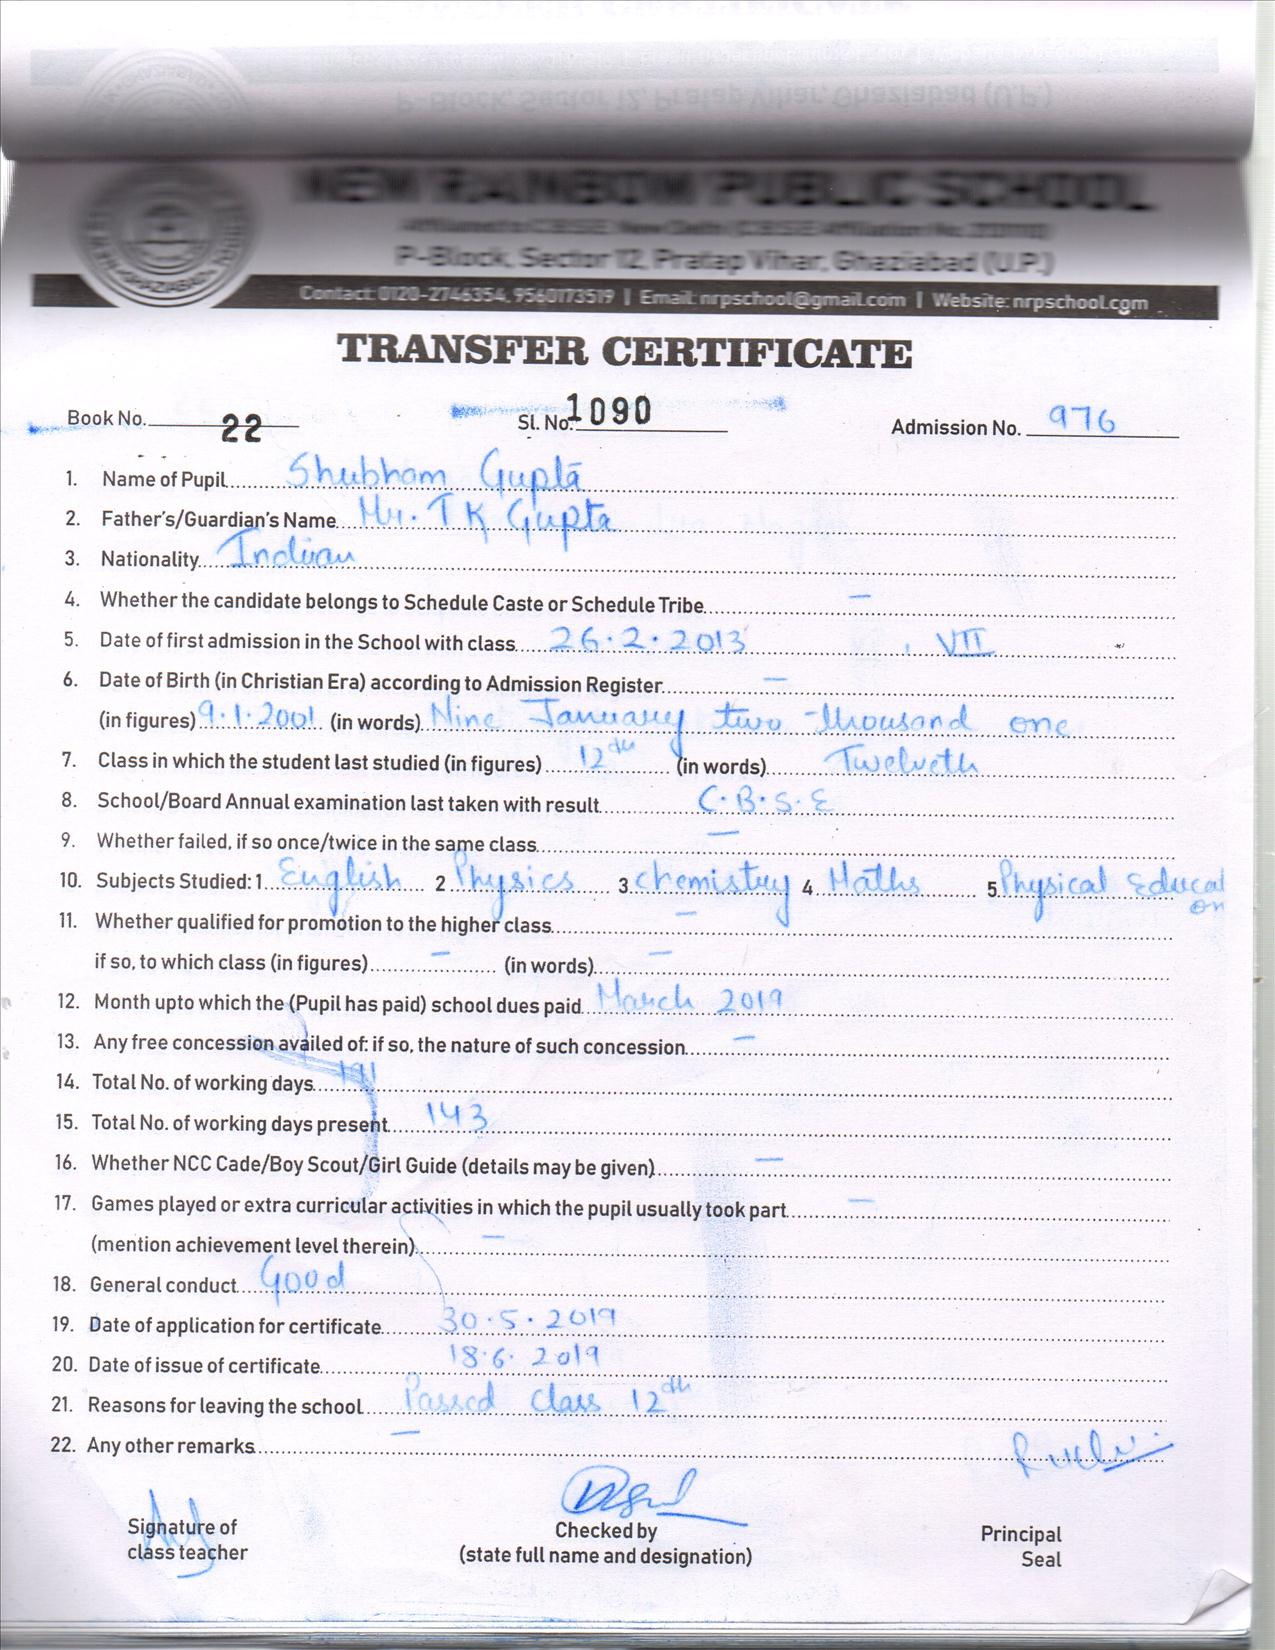 NEW RAINBOW PUBLIC SCHOOL
Affiliated to C.B.S.E. New Delhi (C.B.S.E Affiliation No.
P-Block, Sector 12, Pratap Vihar, Ghaziabad (U.P.)
Contact: 0120-2746354, 9560173519 | Email: nrpschool@gmail.com | Website: nrpschool.com
TRANSFER CERTIFICATE
Book No. 22 Sl. No. 1090 Admission No. 976
1. Name of Pupil Shubham Gupta
2. Father's/Guardian's Name Mr. T K Gupta
3. Nationality Indian
4. Whether the candidate belongs to Schedule Caste or Schedule Tribe —
5. Date of first admission in the School with class 26.2.2013, VII
6. Date of Birth (in Christian Era) according to Admission Register —
(in figures) 9.1.2001 (in words) Nine January two thousand one
7. Class in which the student last studied (in figures) 12th (in words) Twelveth
8. School/Board Annual examination last taken with result C.B.S.E
9. Whether failed, if so once/twice in the same class —
10. Subjects Studied: 1 English 2 Physics 3 chemistry 4 Maths 5 Physical Education
11. Whether qualified for promotion to the higher class —
if so, to which class (in figures) — (in words) —
12. Month upto which the (Pupil has paid) school dues paid March 2019
13. Any free concession availed of: if so, the nature of such concession —
14. Total No. of working days 191
15. Total No. of working days present 143
16. Whether NCC Cade/Boy Scout/Girl Guide (details may be given) —
17. Games played or extra curricular activities in which the pupil usually took part —
(mention achievement level therein) —
18. General conduct Good
19. Date of application for certificate 30.5.2019
20. Date of issue of certificate 18.6.2019
21. Reasons for leaving the school Passed class 12th
22. Any other remarks —
Signature of Checked by Principal
class teacher (state full name and designation) Seal